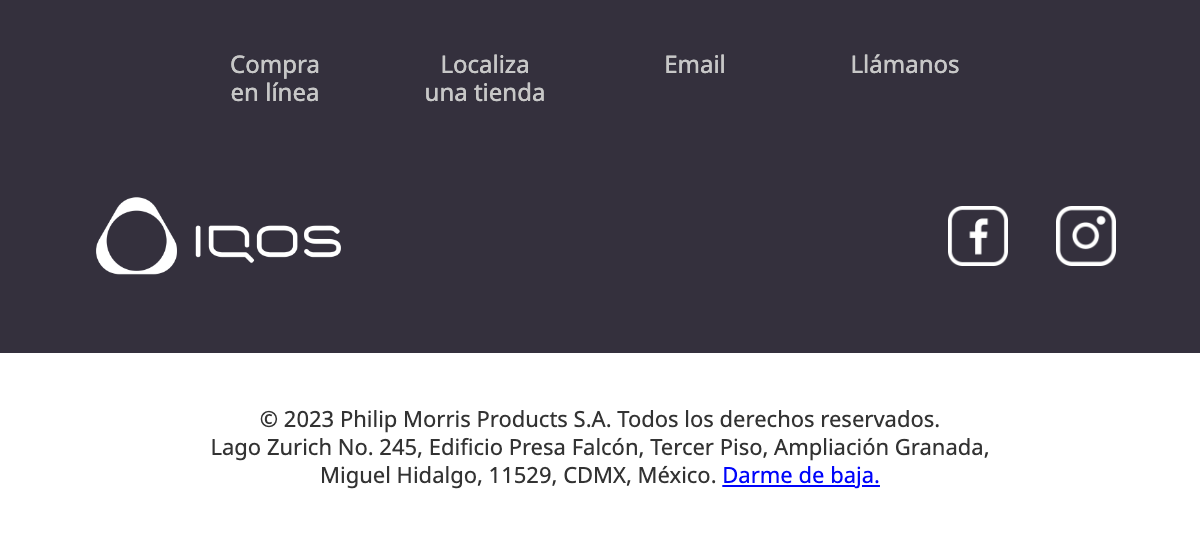 Compra
en línea
Localiza
una tienda
Email
Llámanos
IQOS
© 2023 Philip Morris Products S.A. Todos los derechos reservados.
Lago Zurich No. 245, Edificio Presa Falcón, Tercer Piso, Ampliación Granada,
Miguel Hidalgo, 11529, CDMX, México. Darme de baja.